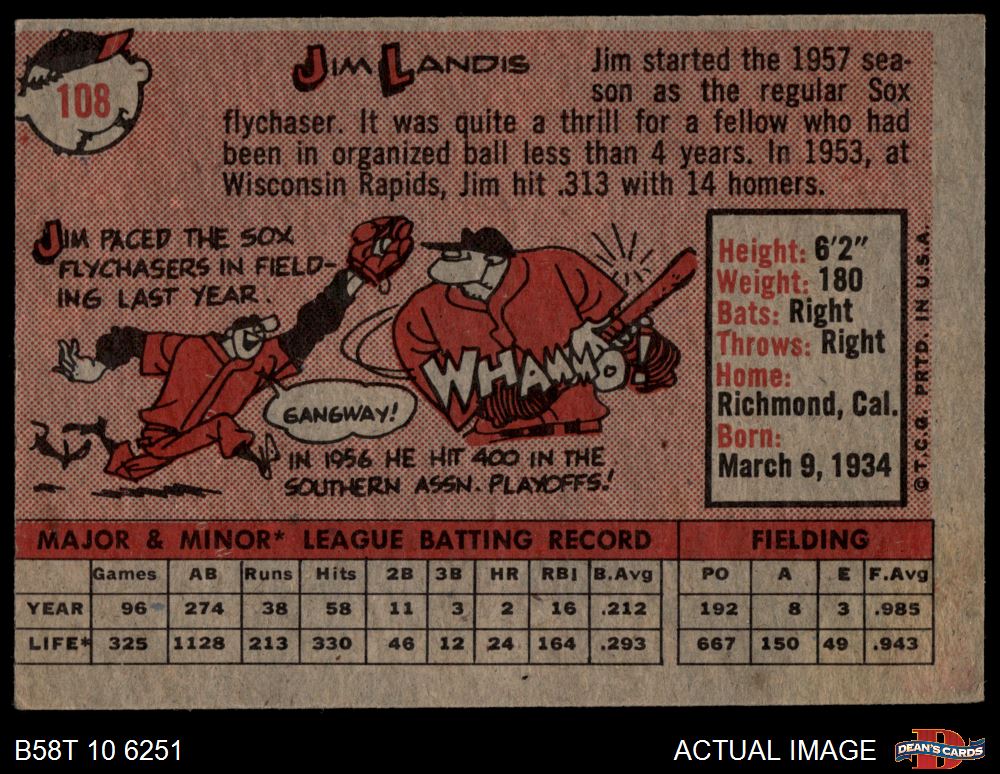 108
Jim Landis
Jim started the 1957 sea-
son as the regular Sox
flychaser. It was quite a thrill for a fellow who had
been in organized ball less than 4 years. In 1953, at
Wisconsin Rapids, Jim hit .313 with 14 homers.
JIM PACED THE SOX
FLYCHASERS IN FIELD-
ING LAST YEAR.
GANGWAY!
WHAMMO!
IN 1956 HE HIT 400 IN THE
SOUTHERN ASSN. PLAYOFFS!
Height: 6'2"
Weight: 180
Bats: Right
Throws: Right
Home:
Richmond, Cal.
Born:
March 9, 1934
© T.C.G. PRTD. IN U.S.A.
MAJOR & MINOR* LEAGUE BATTING RECORD FIELDING
Games AB Runs Hits 2B 3B HR RBI B.Avg PO A E F.Avg
YEAR 96 274 38 58 11 3 2 16 .212 192 8 3 .985
LIFE* 325 1128 213 330 46 12 24 164 .293 667 150 49 .943
B58T 10 6251
ACTUAL IMAGE
DEAN'S CARDS